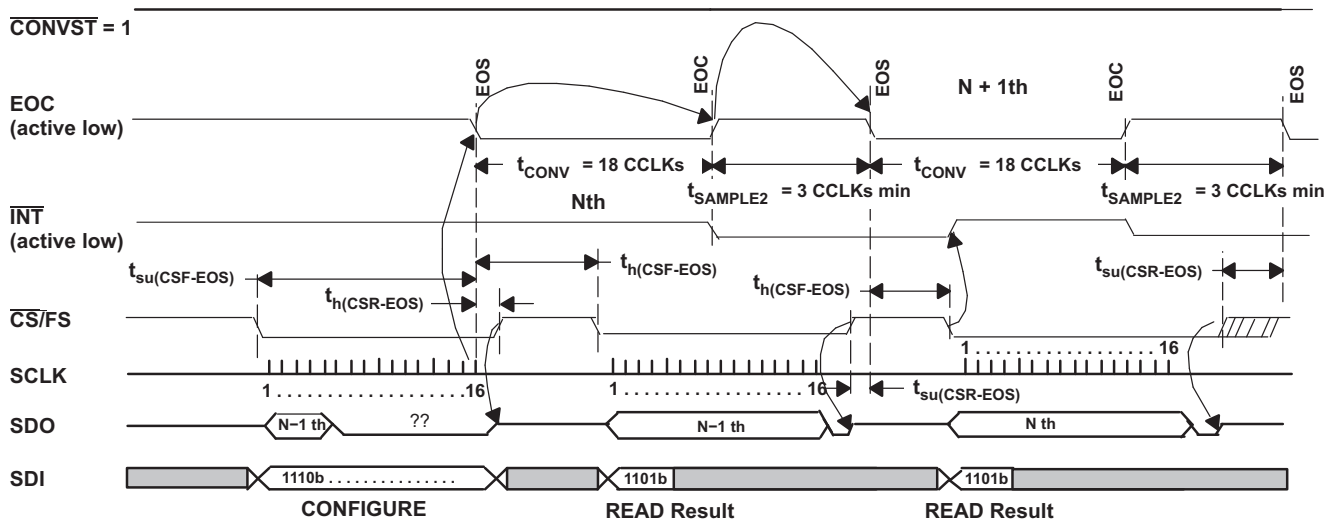 CONVST = 1
EOS
EOC
EOS
N + 1th
EOC
EOS
EOC
(active low)
tCONV = 18 CCLKs
tCONV = 18 CCLKs
tSAMPLE2 = 3 CCLKs min
tSAMPLE2 = 3 CCLKs min
Nth
INT
(active low)
tsu(CSF-EOS)
th(CSF-EOS)
tsu(CSR-EOS)
th(CSR-EOS)
th(CSF-EOS)
CS/FS
1 . . . . . . . . . . . . . . . . . . . 16
SCLK
1 . . . . . . . . . . . . . . . . . . . . 16
1 . . . . . . . . . . . . . . . . . . . . 16
tsu(CSR-EOS)
SDO
N−1 th
??
N−1 th
N th
SDI
1110b . . . . . . . . . . . . . . .
1101b
1101b
CONFIGURE
READ Result
READ Result